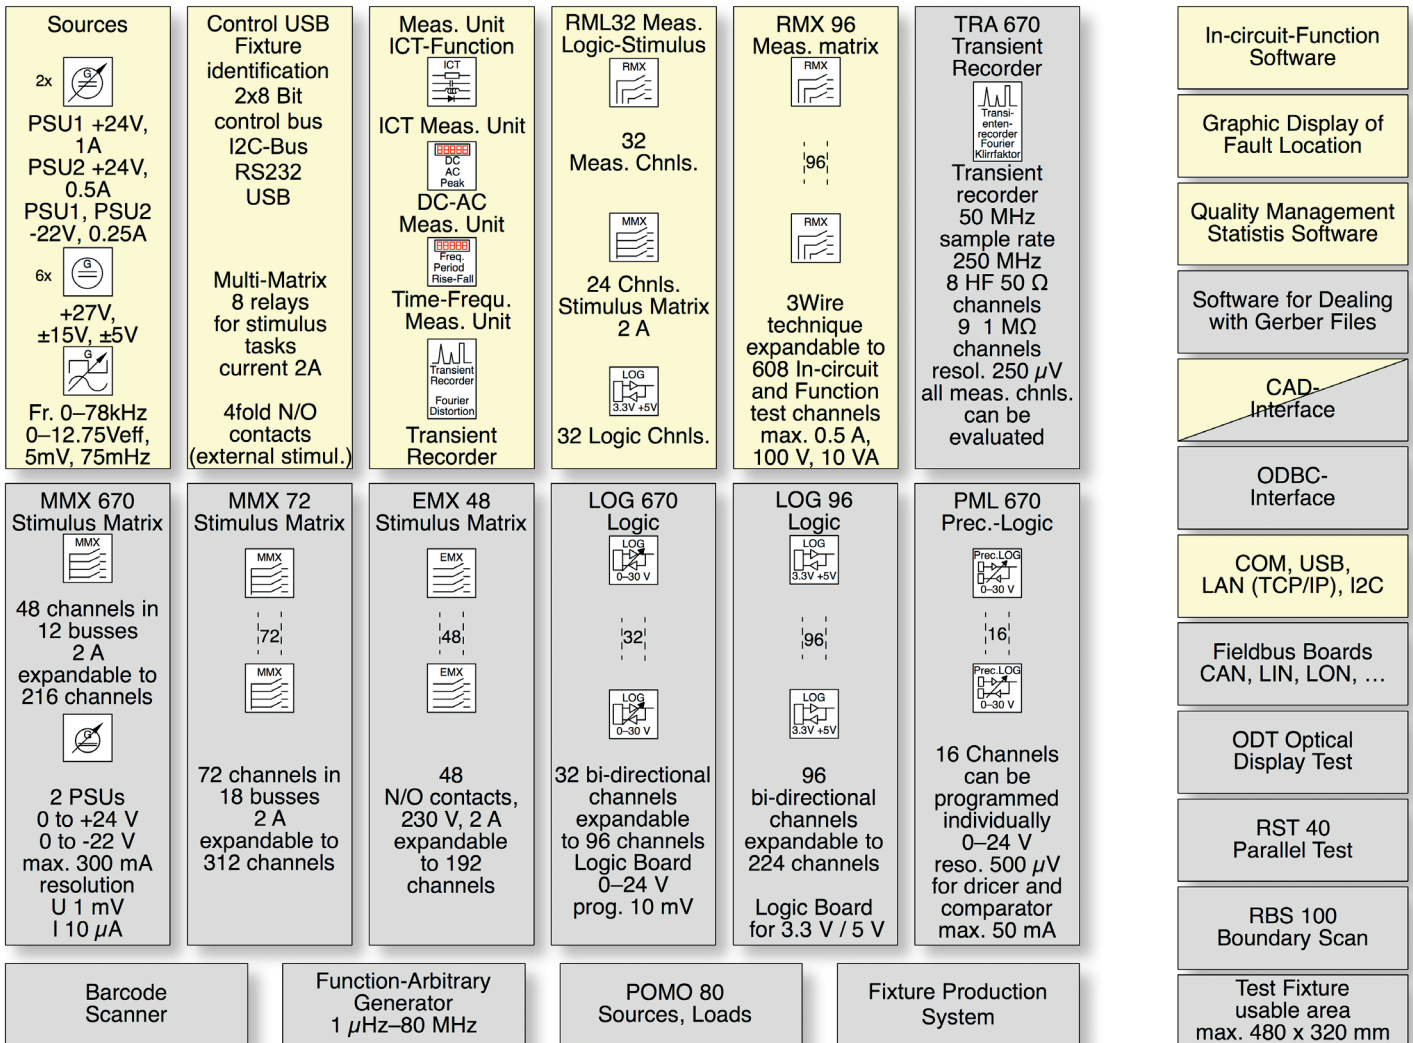 Sources
G
2x
PSU1 +24V,
1A
PSU2 +24V,
0.5A
PSU1, PSU2
-22V, 0.25A
G
6x
+27V,
±15V, ±5V
G
Fr. 0–78kHz
0–12.75Veff,
5mV, 75mHz
Control USB
Fixture
identification
2x8 Bit
control bus
I2C-Bus
RS232
USB
Multi-Matrix
8 relays
for stimulus
tasks
current 2A
4fold N/O
contacts
(external stimul.)
Meas. Unit
ICT-Function
ICT
ICT Meas. Unit
DC
AC
Peak
DC-AC
Meas. Unit
Freq.
Period
Rise-Fall
Time-Frequ.
Meas. Unit
Transient
Recorder
Fourier
Distortion
Transient
Recorder
RML32 Meas.
Logic-Stimulus
RMX
32
Meas. Chnls.
MMX
24 Chnls.
Stimulus Matrix
2 A
LOG
3.3V +5V
32 Logic Chnls.
RMX 96
Meas. matrix
RMX
96
RMX
3Wire
technique
expandable to
608 In-circuit
and Function
test channels
max. 0.5 A,
100 V, 10 VA
TRA 670
Transient
Recorder
Transi-
enten-
recorder
Fourier
Klirrfaktor
Transient
recorder
50 MHz
sample rate
250 MHz
8 HF 50 Ω
channels
9 1 MΩ
channels
resol. 250 µV
all meas. chnls.
can be
evaluated
MMX 670
Stimulus Matrix
MMX
48 channels in
12 busses
2 A
expandable to
216 channels
G
2 PSUs
0 to +24 V
0 to -22 V
max. 300 mA
resolution
U 1 mV
I 10 µA
MMX 72
Stimulus Matrix
MMX
72
MMX
72 channels in
18 busses
2 A
expandable to
312 channels
EMX 48
Stimulus Matrix
EMX
48
EMX
48
N/O contacts,
230 V, 2 A
expandable
to 192
channels
LOG 670
Logic
LOG
0–30 V
32
LOG
0–30 V
32 bi-directional
channels
expandable
to 96 channels
Logic Board
0–24 V
prog. 10 mV
LOG 96
Logic
LOG
3.3V +5V
96
LOG
3.3V +5V
96
bi-directional
channels
expandable to
224 channels
Logic Board
for 3.3 V / 5 V
PML 670
Prec.-Logic
Prec.LOG
0–30 V
16
Prec.LOG
0–30 V
16 Channels
can be
programmed
individually
0–24 V
reso. 500 µV
for dricer and
comparator
max. 50 mA
Barcode
Scanner
Function-Arbitrary
Generator
1 µHz–80 MHz
POMO 80
Sources, Loads
Fixture Production
System
In-circuit-Function
Software
Graphic Display of
Fault Location
Quality Management
Statistis Software
Software for Dealing
with Gerber Files
CAD-
Interface
ODBC-
Interface
COM, USB,
LAN (TCP/IP), I2C
Fieldbus Boards
CAN, LIN, LON, …
ODT Optical
Display Test
RST 40
Parallel Test
RBS 100
Boundary Scan
Test Fixture
usable area
max. 480 x 320 mm